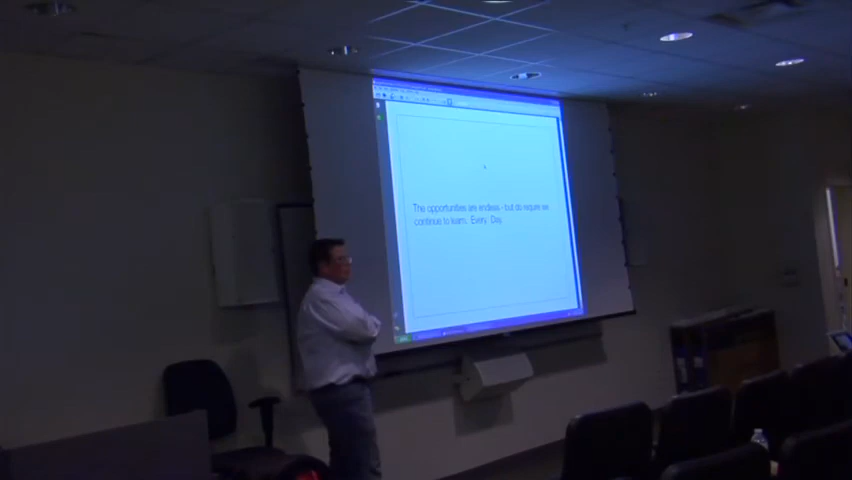 The opportunities are endless - but do require we
continue to learn. Every. Day.